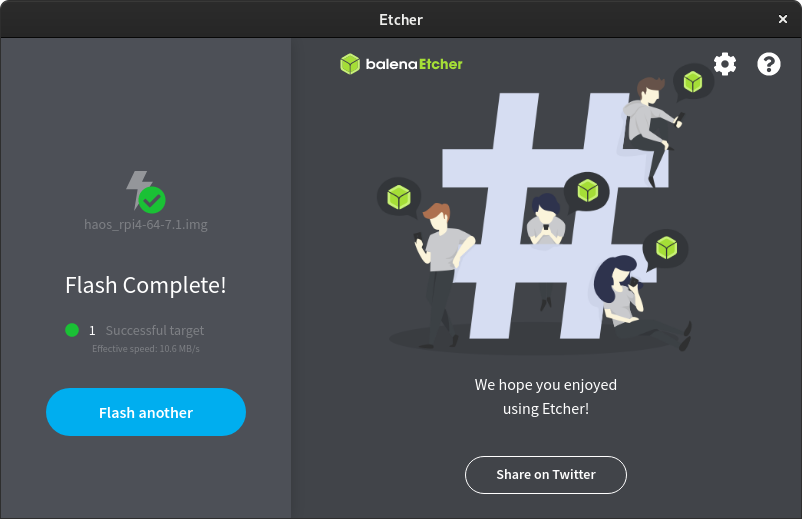 Etcher
balenaEtcher
haos_rpi4-64-7.1.img
Flash Complete!
1 Successful target
Effective speed: 10.6 MB/s
Flash another
We hope you enjoyed
using Etcher!
Share on Twitter